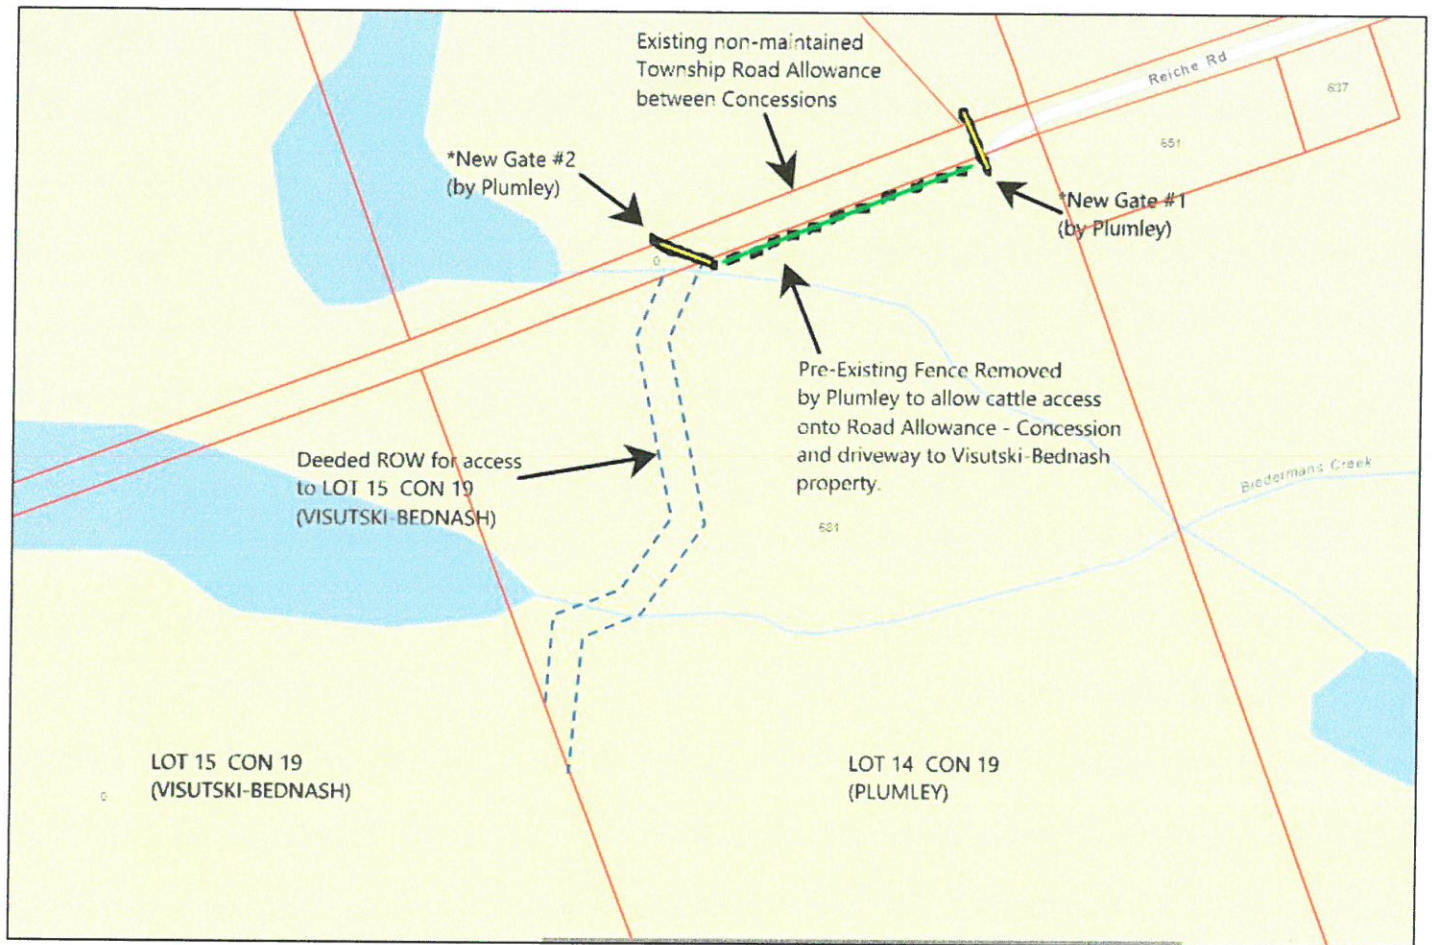 Existing non-maintained
Township Road Allowance
between Concessions
Reiche Rd
637
651
*New Gate #2
(by Plumley)
*New Gate #1
(by Plumley)
0
Pre-Existing Fence Removed
by Plumley to allow cattle access
onto Road Allowance - Concession
and driveway to Visutski-Bednash
property.
Deeded ROW for access
to LOT 15 CON 19
(VISUTSKI-BEDNASH)
Biedermans Creek
681
LOT 15 CON 19
(VISUTSKI-BEDNASH)
0
LOT 14 CON 19
(PLUMLEY)